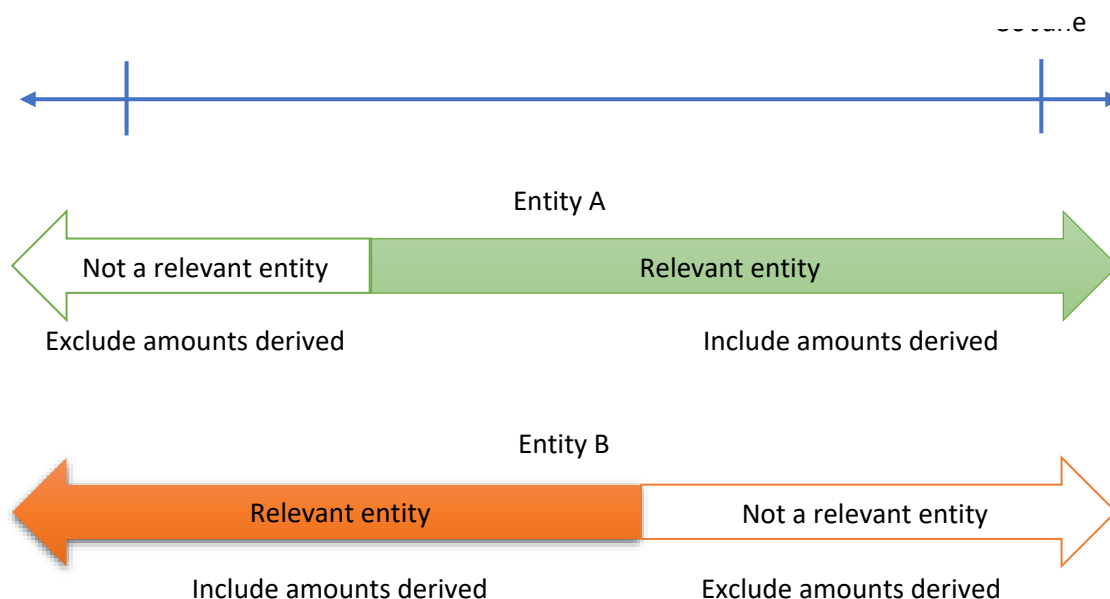 Entity A
Not a relevant entity
Relevant entity
Exclude amounts derived
Include amounts derived
Entity B
Relevant entity
Not a relevant entity
Include amounts derived
Exclude amounts derived